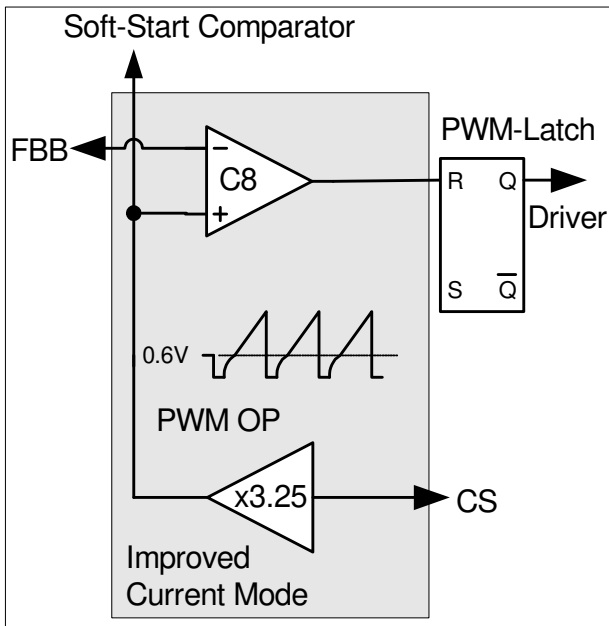 Soft-Start Comparator
FBB
PWM-Latch
−
C8
+
R Q
Driver
S Q̅
0.6V
PWM OP
x3.25
CS
Improved
Current Mode